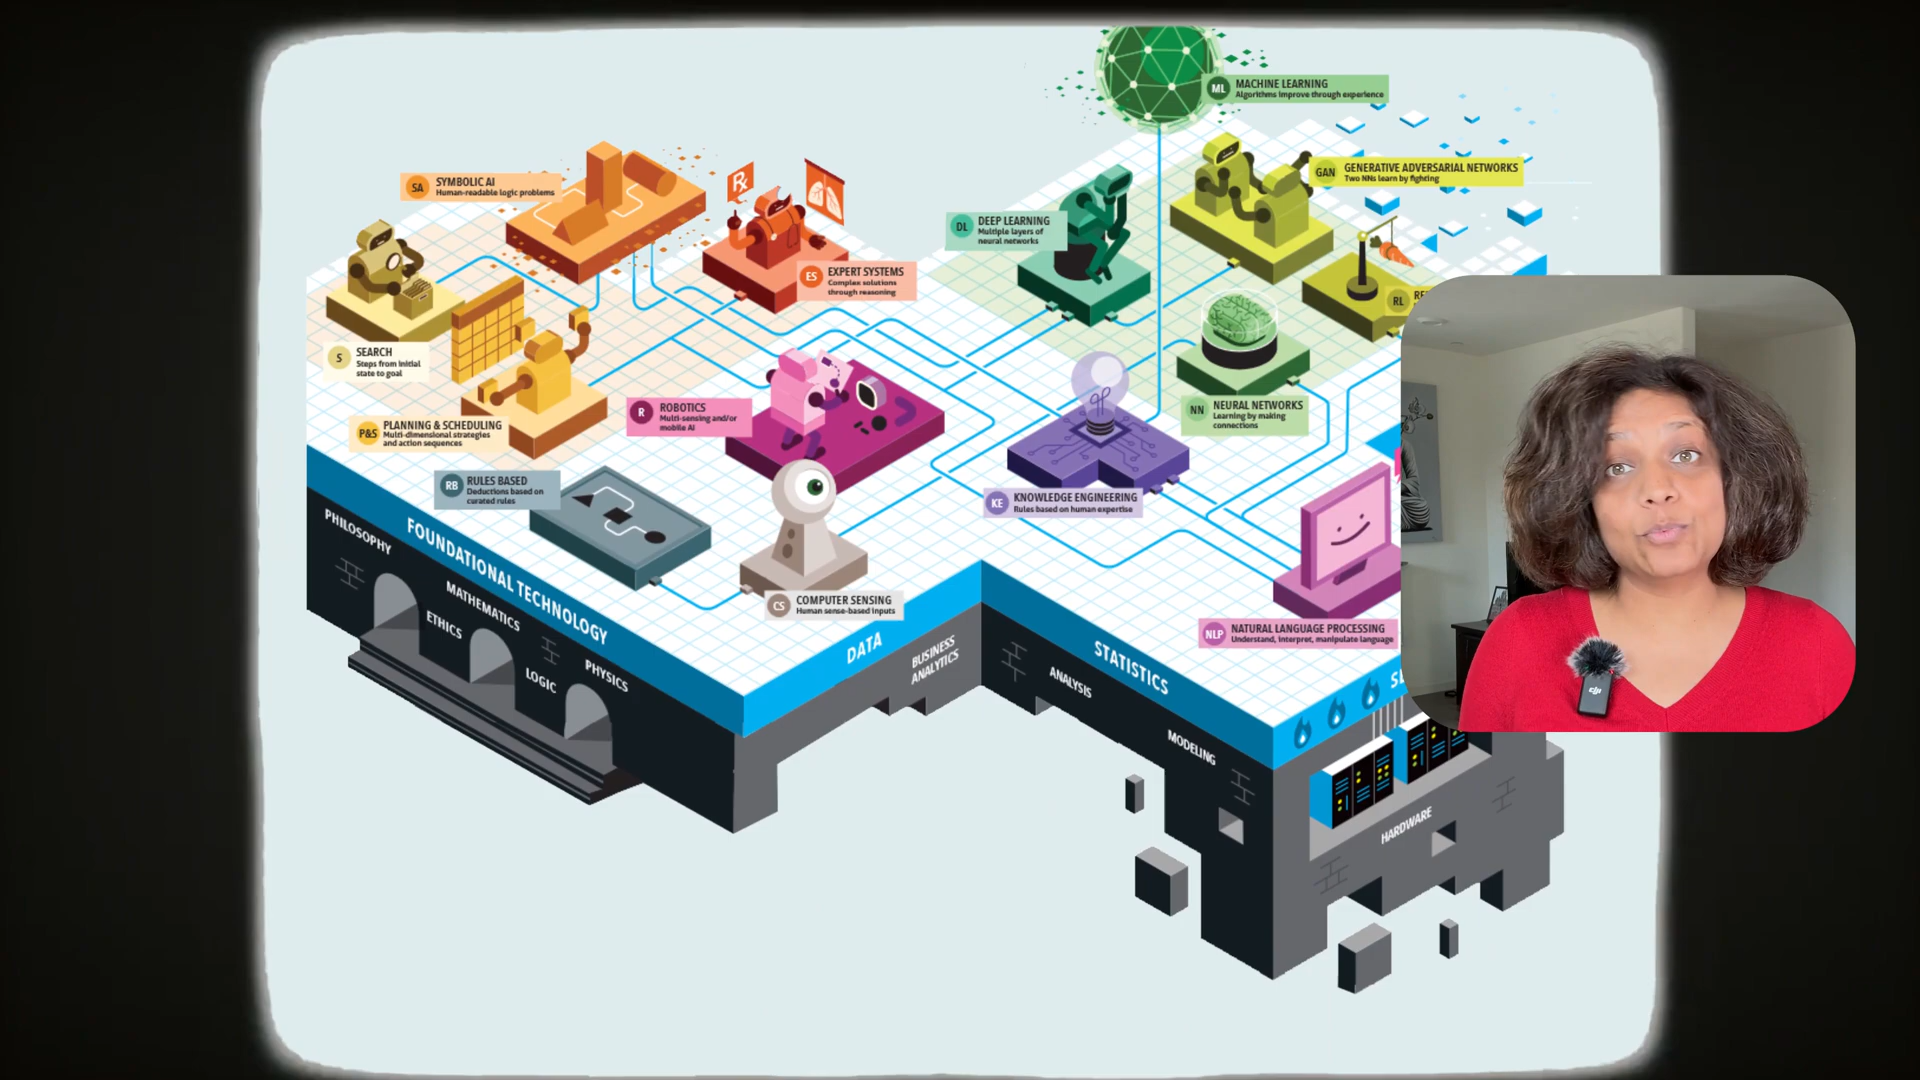 ML MACHINE LEARNING
Algorithms improve through experience
SA SYMBOLIC AI
Human-readable logic problems
Rx
GAN GENERATIVE ADVERSARIAL NETWORKS
Two NNs learn by fighting
DL DEEP LEARNING
Multiple layers of
neural networks
ES EXPERT SYSTEMS
Complex solutions
through reasoning
RL
S SEARCH
Steps from initial
state to goal
P&S PLANNING & SCHEDULING
Multi-dimensional strategies
and action sequences
R ROBOTICS
Multi-sensing and/or
mobile AI
NN NEURAL NETWORKS
Learning by making
connections
RB RULES BASED
Deductions based on
curated rules
KE KNOWLEDGE ENGINEERING
Rules based on human expertise
CS COMPUTER SENSING
Human sense-based inputs
NLP NATURAL LANGUAGE PROCESSING
Understand, interpret, manipulate language
FOUNDATIONAL TECHNOLOGY
DATA
STATISTICS
PHILOSOPHY
MATHEMATICS
ETHICS
LOGIC
PHYSICS
BUSINESS
ANALYTICS
ANALYSIS
MODELING
HARDWARE
dji